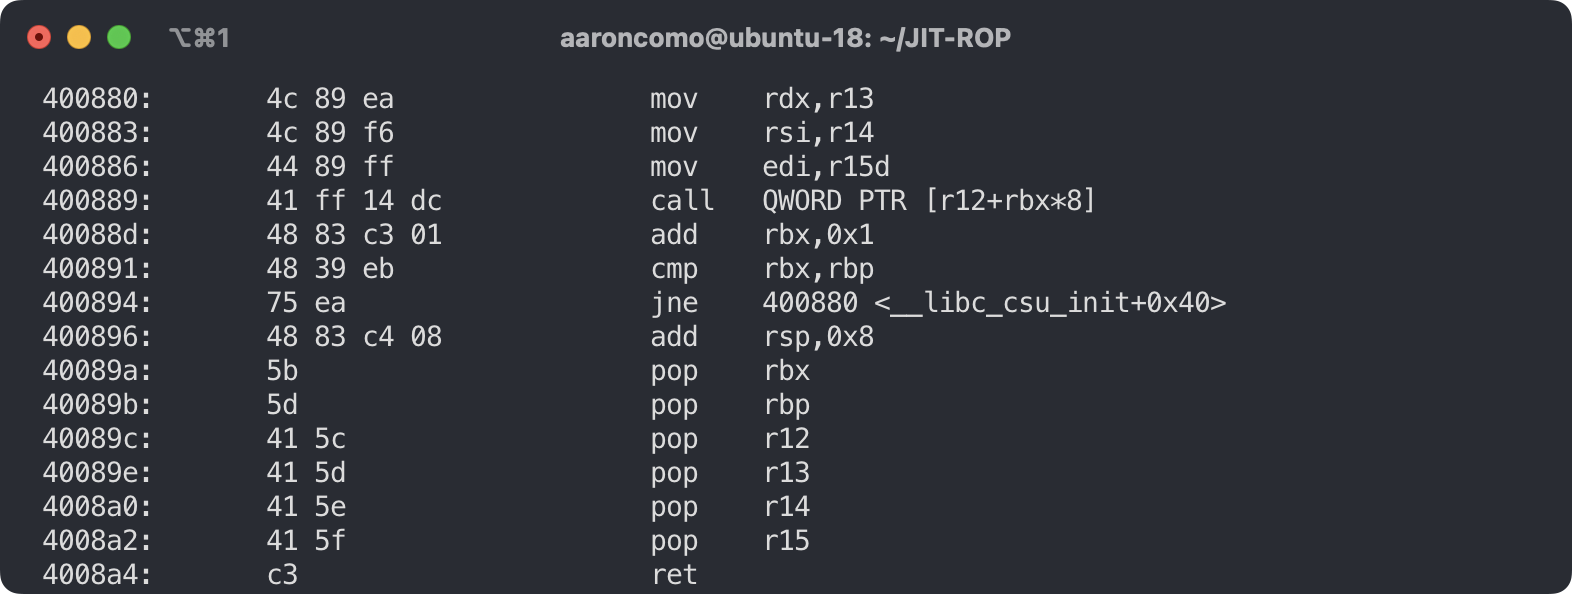 ⌥⌘1 aaroncomo@ubuntu-18: ~/JIT-ROP
400880: 4c 89 ea mov rdx,r13
400883: 4c 89 f6 mov rsi,r14
400886: 44 89 ff mov edi,r15d
400889: 41 ff 14 dc call QWORD PTR [r12+rbx*8]
40088d: 48 83 c3 01 add rbx,0x1
400891: 48 39 eb cmp rbx,rbp
400894: 75 ea jne 400880 <__libc_csu_init+0x40>
400896: 48 83 c4 08 add rsp,0x8
40089a: 5b pop rbx
40089b: 5d pop rbp
40089c: 41 5c pop r12
40089e: 41 5d pop r13
4008a0: 41 5e pop r14
4008a2: 41 5f pop r15
4008a4: c3 ret